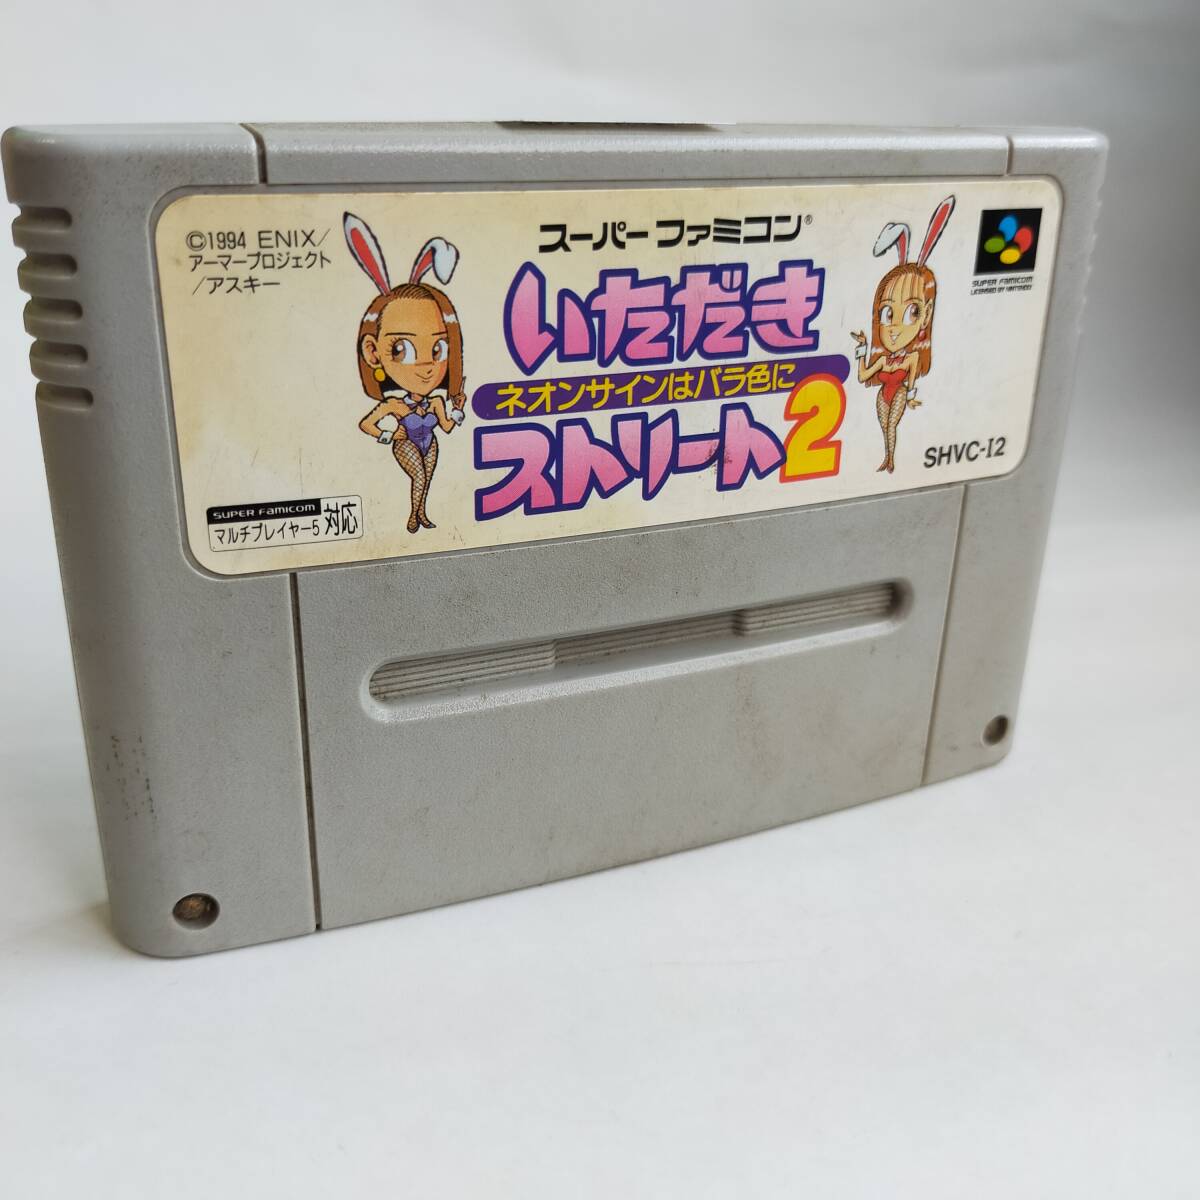 ©1994 ENIX/
アーマープロジェクト
/アスキー
スーパーファミコン®
いただき
ネオンサインはバラ色に
ストリート2
SUPER FAMICOM
LICENSED BY NINTENDO
SHVC-I2
SUPER FAMICOM
マルチプレイヤー5 対応